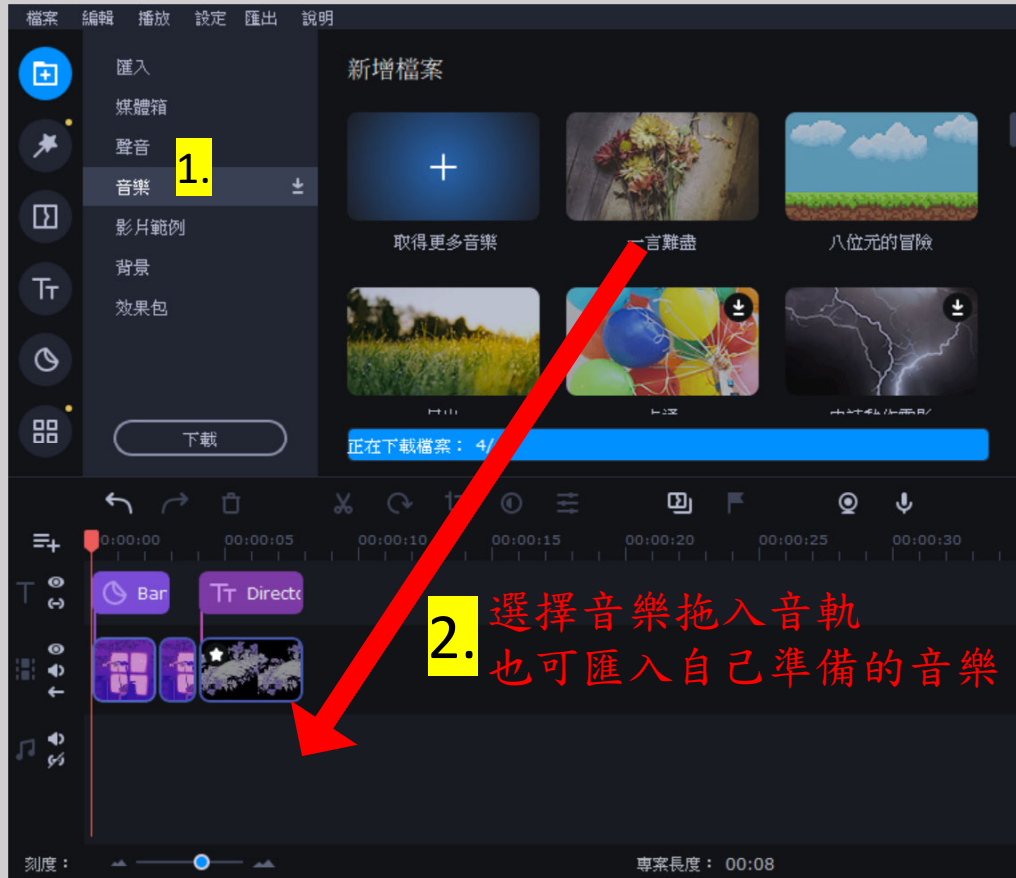 檔案 編輯 播放 設定 匯出 說明
匯入
媒體箱
聲音
音樂
影片範例
背景
效果包
下載
1.
新增檔案
取得更多音樂
一言難盡
八位元的冒險
正在下載檔案： 4/
0:00:00 00:00:05 00:00:10 00:00:15 00:00:20 00:00:25 00:00:30
Bar
Tт Directo
2.
選擇音樂拖入音軌
也可匯入自己準備的音樂
刻度：
專案長度： 00:08